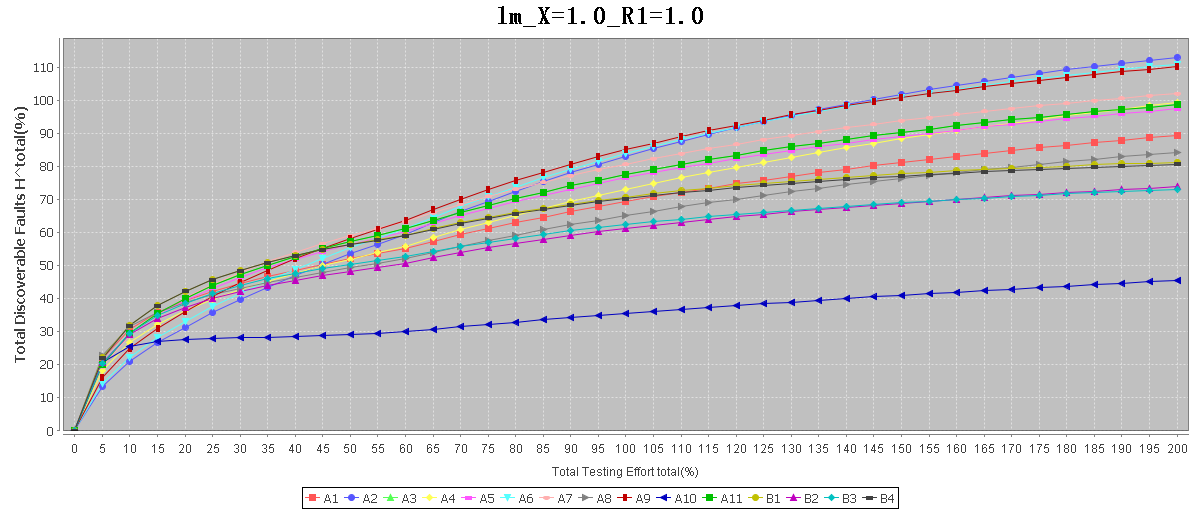 lm_X=1.0_R1=1.0
Total Discoverable Faults H^total(%)
110
100
90
80
70
60
50
40
30
20
10
0
0 5 10 15 20 25 30 35 40 45 50 55 60 65 70 75 80 85 90 95 100 105 110 115 120 125 130 135 140 145 150 155 160 165 170 175 180 185 190 195 200
Total Testing Effort total(%)
A1 A2 A3 A4 A5 A6 A7 A8 A9 A10 A11 B1 B2 B3 B4